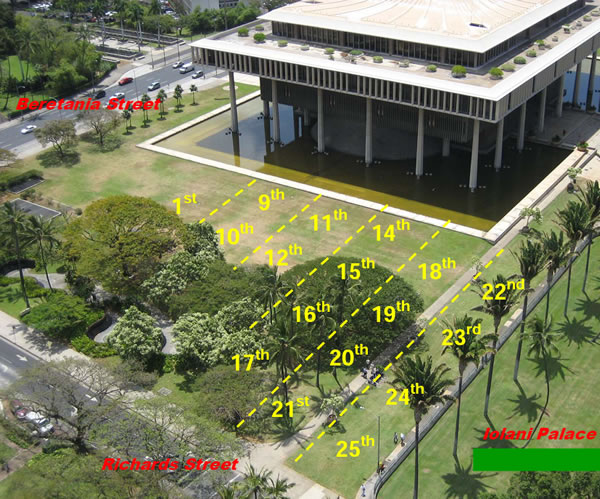 Beretania Street
1st
9th
10th
11th
12th
14th
15th
18th
16th
19th
22nd
17th
20th
23rd
21st
24th
25th
Iolani Palace
Richards Street